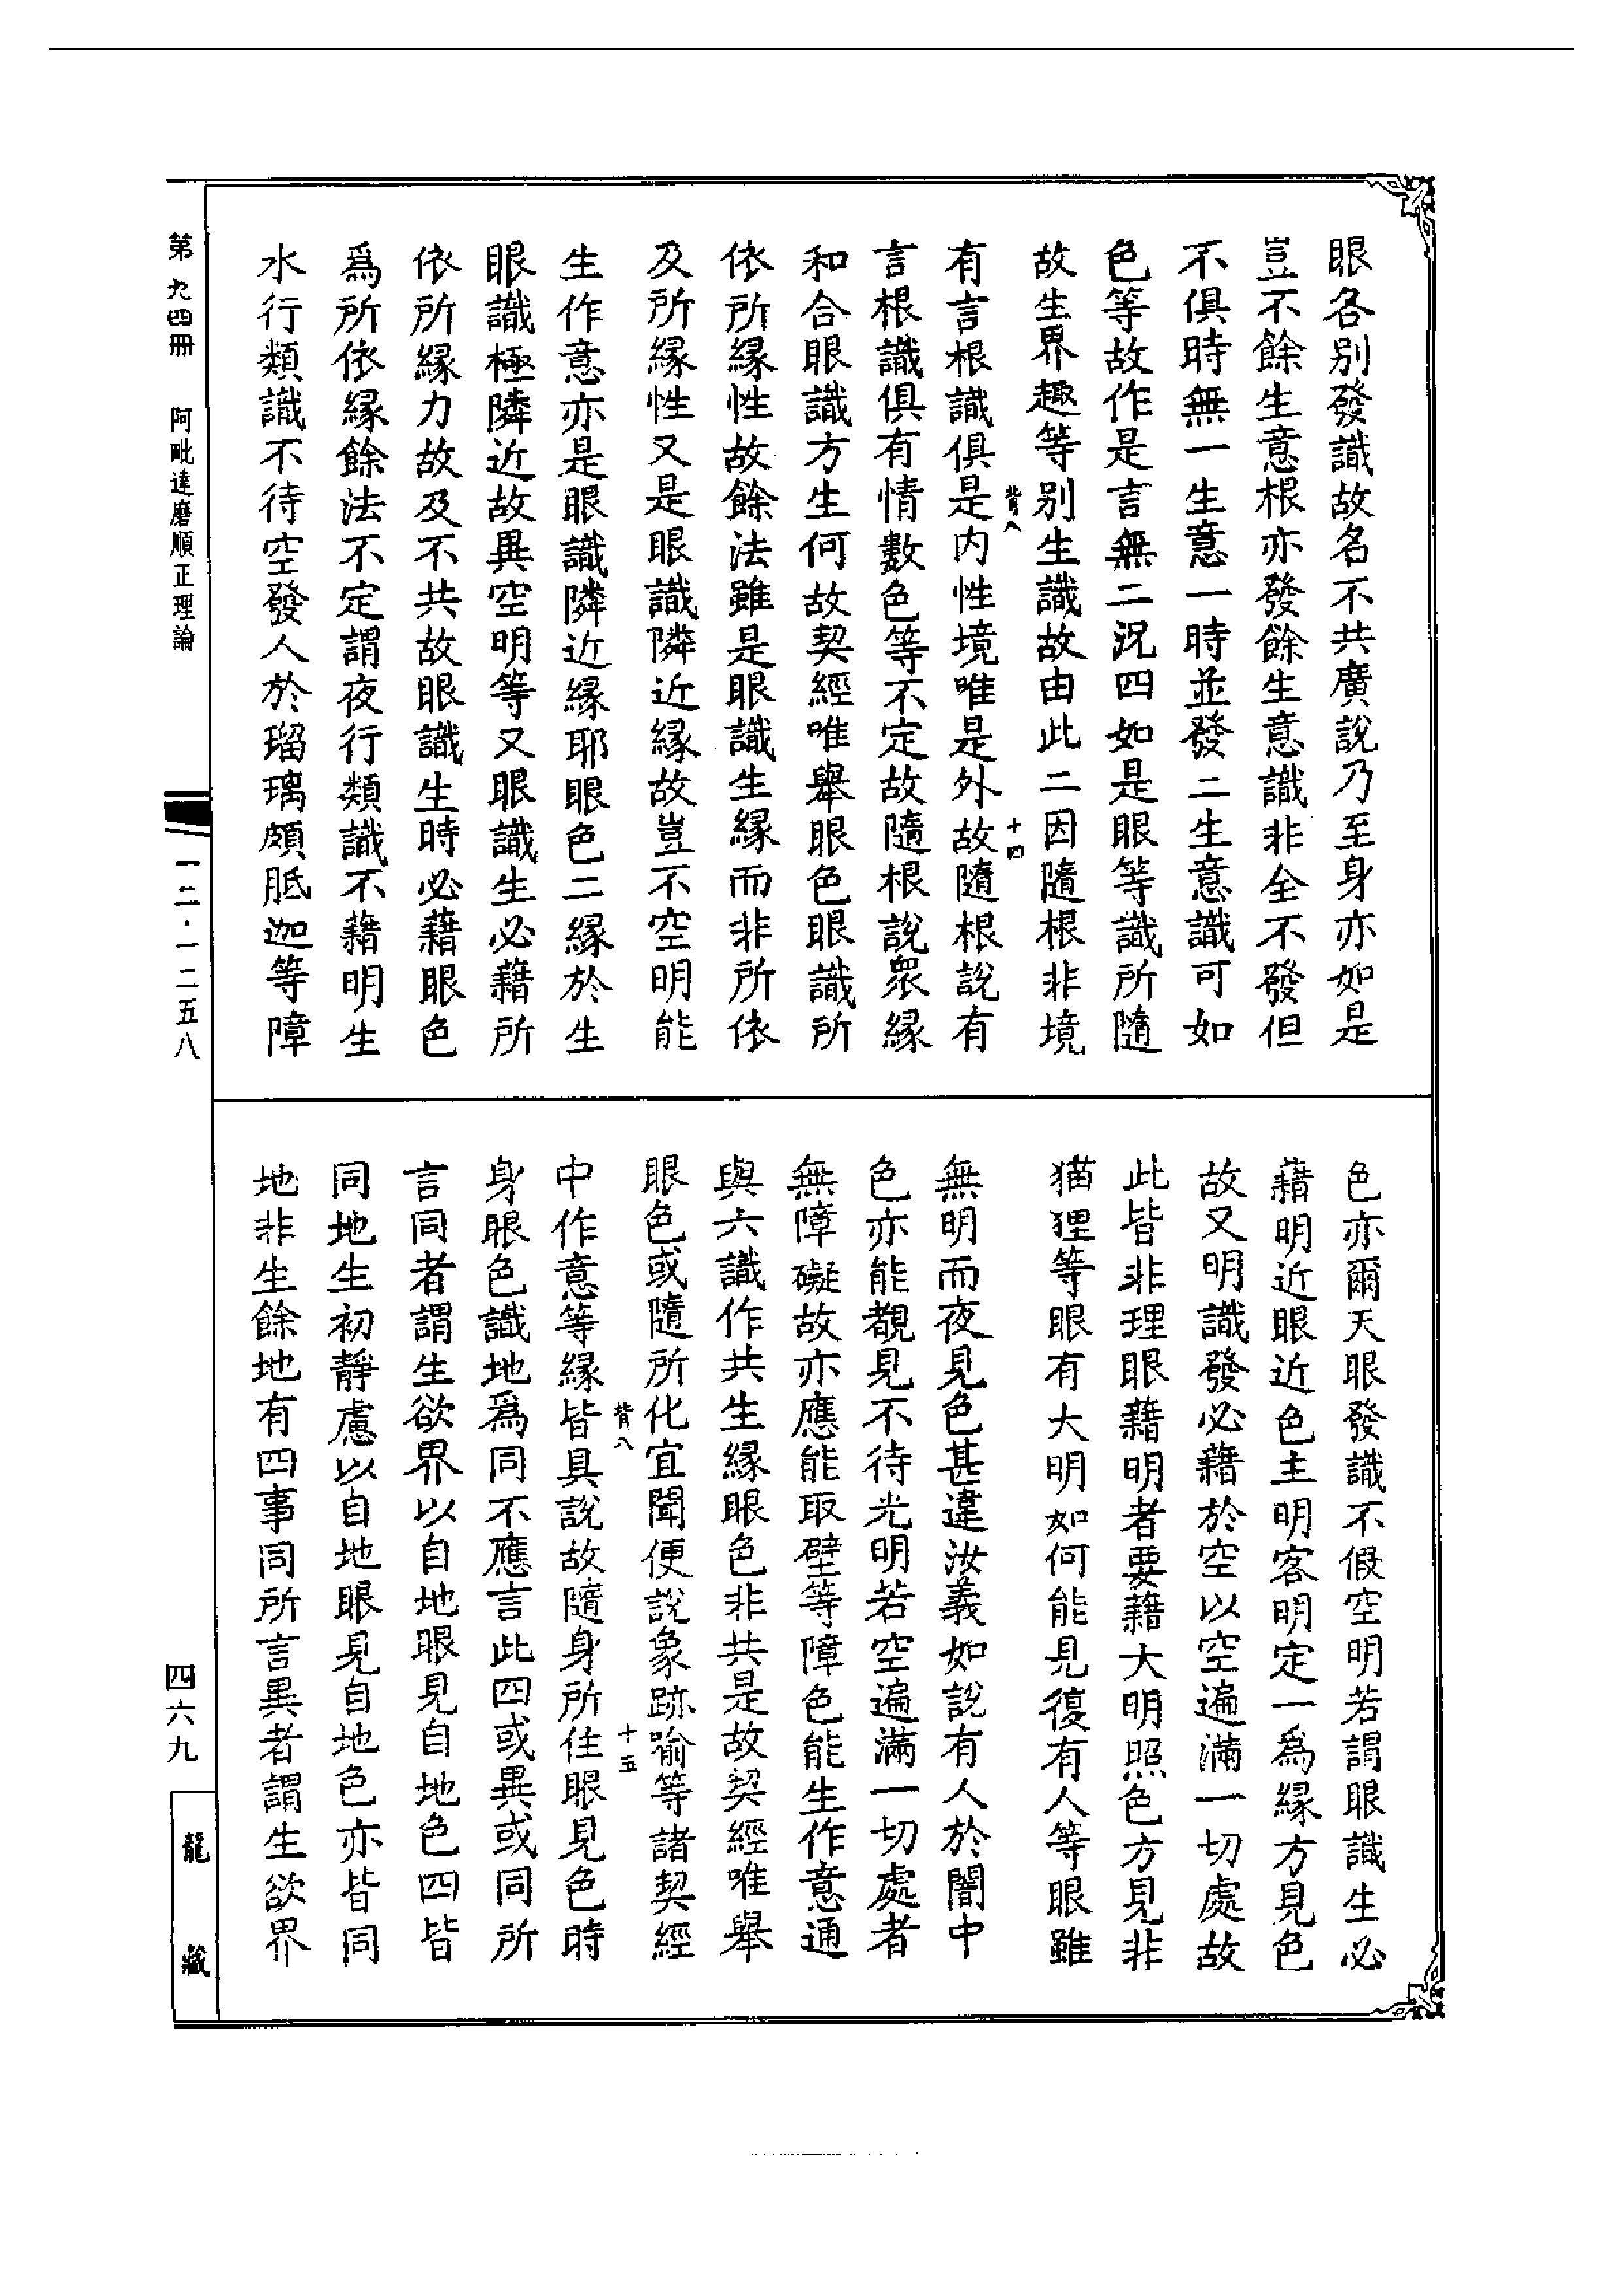 眼各别發識故名不共廣說乃至身亦如是
豈不餘生意根亦發餘生意識非全不發但
不俱時無一生意一時並發二生意識可如
色等故作是言無二況四如是眼等識所隨
故生界趣等别生識故由此二因隨根非境
背八
十四
有言根識俱是内性境唯是外故隨根說有
言根識俱有情數色等不定故隨根說衆緣
和合眼識方生何故契經唯舉眼色眼識所
依所緣性故餘法雖是眼識生緣而非所依
及所緣性又是眼識隣近緣故豈不空明能
生作意亦是眼識隣近緣耶眼色二緣於生
眼識極隣近故異空明等又眼識生必藉所
依所緣力故及不共故眼識生時必藉眼色
爲所依緣餘法不定謂夜行類識不藉明生
水行類識不待空發人於瑠璃頗胝迦等障
色亦爾天眼發識不假空明若謂眼識生必
藉明近眼近色主明客明定一爲緣方見色
故又明識發必藉於空以空遍滿一切處故
此皆非理眼藉明者要藉大明照色方見非
猫狸等眼有大明如何能見復有人等眼雖
無明而夜見色甚違汝義如說有人於闇中
色亦能覩見不待光明若空遍滿一切處者
無障礙故亦應能取壁等障色能生作意通
與六識作共生緣眼色非共是故契經唯舉
眼色或隨所化宜聞便說象跡喻等諸契經
背八
十五
中作意等緣皆具說故隨身所住眼見色時
身眼色識地爲同不應言此四或異或同所
言同者謂生欲界以自地眼見自地色四皆
同地生初靜慮以自地眼見自地色亦皆同
地非生餘地有四事同所言異者謂生欲界
第九四冊 阿毗達磨順正理論
一二·一二五八
四六九
龍藏